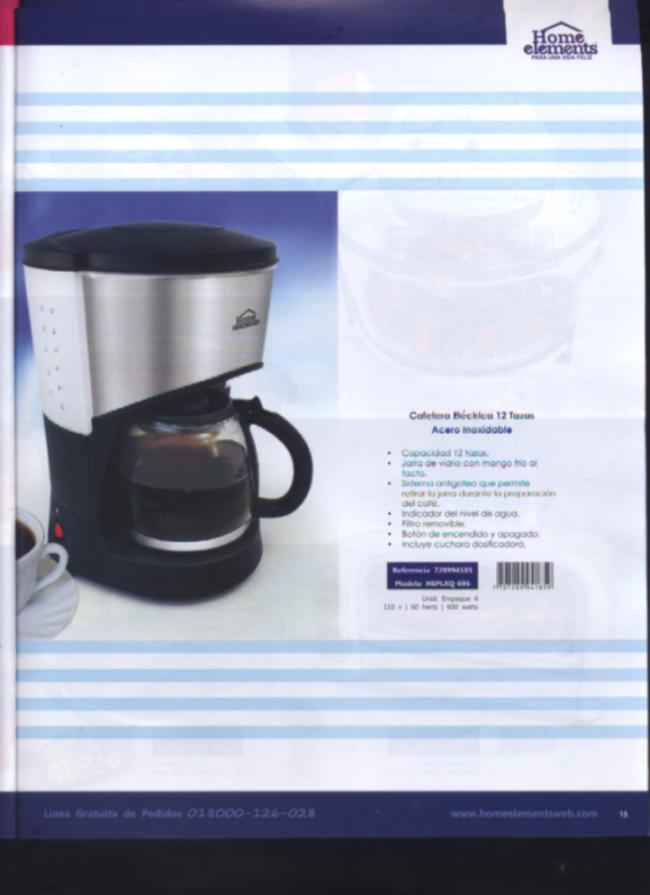 Home
elements
PARA UNA VIDA FELIZ
Home
Cafetera Eléctrica 12 Tazas
Acero Inoxidable
• Capacidad 12 tazas.
• Jarra de vidrio con mango frío al
tacto.
• Sistema antigoteo que permite
retirar la jarra durante la preparación
del café.
• Indicador del nivel de agua.
• Filtro removible.
• Botón de encendido y apagado.
• Incluye cuchara dosificadora.
Referencia 728994185
Modelo HEPLXQ 695
Unid. Empaque 4
110 v | 60 hertz | 600 watts
Linea Gratuita de Pedidos 018000-126-028
www.homeelementsweb.com 15